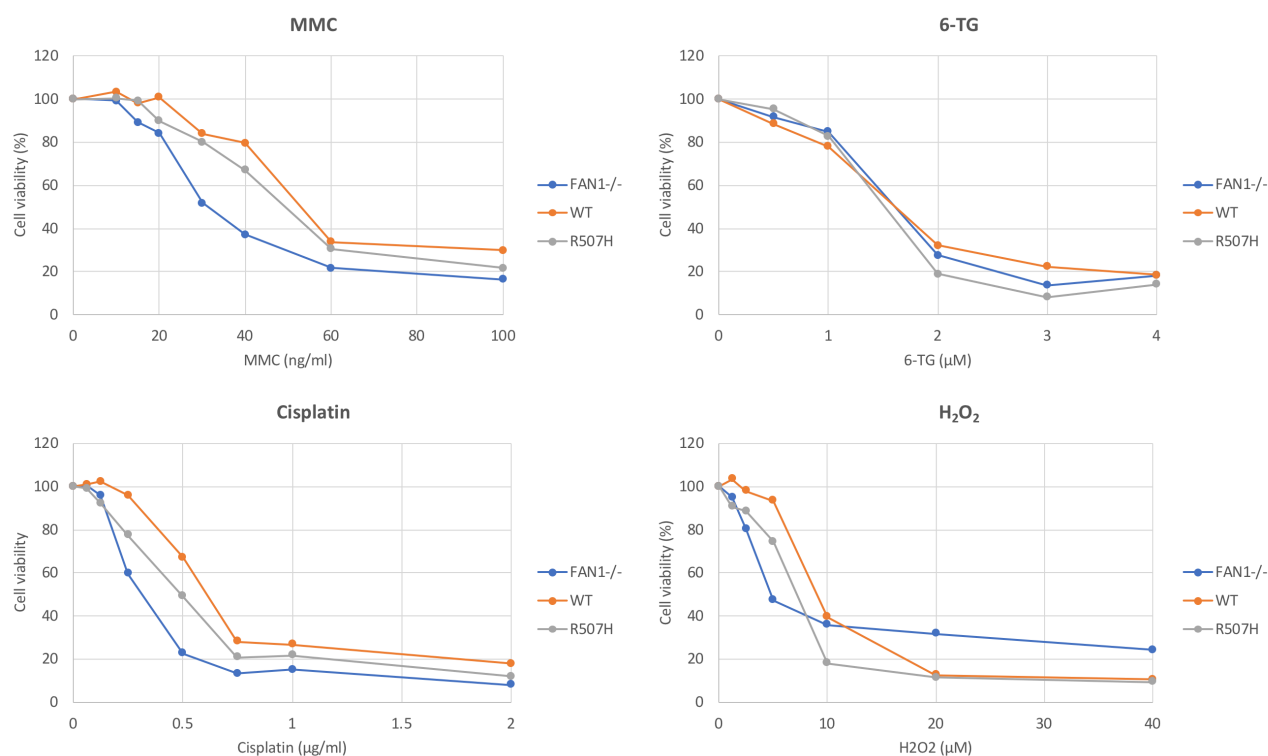 MMC
120
100
80
60
40
20
0
Cell viability (%)
0 20 40 60 80 100
MMC (ng/ml)
FAN1-/-
WT
R507H
6-TG
120
100
80
60
40
20
0
Cell viability (%)
0 1 2 3 4
6-TG (µM)
FAN1-/-
WT
R507H
Cisplatin
120
100
80
60
40
20
0
Cell viability
0 0.5 1 1.5 2
Cisplatin (µg/ml)
FAN1-/-
WT
R507H
H₂O₂
120
100
80
60
40
20
0
Cell viability (%)
0 10 20 30 40
H2O2 (µM)
FAN1-/-
WT
R507H